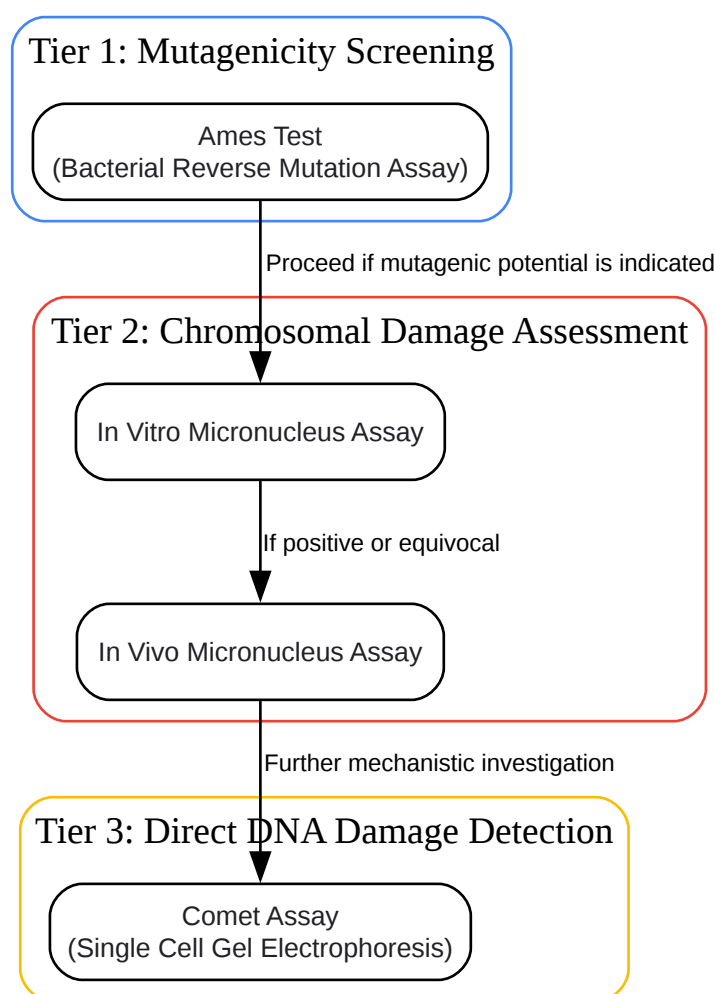 Tier 1: Mutagenicity Screening
Ames Test
(Bacterial Reverse Mutation Assay)
Proceed if mutagenic potential is indicated
Tier 2: Chromosomal Damage Assessment
In Vitro Micronucleus Assay
If positive or equivocal
In Vivo Micronucleus Assay
Further mechanistic investigation
Tier 3: Direct DNA Damage Detection
Comet Assay
(Single Cell Gel Electrophoresis)